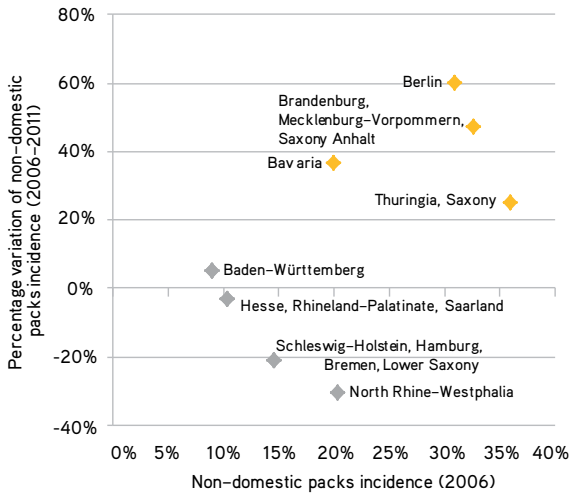 80%
60%
40%
20%
0%
-20%
-40%
Percentage variation of non-domestic
packs incidence (2006-2011)
Berlin
Brandenburg,
Mecklenburg-Vorpommern,
Saxony Anhalt
Bavaria
Thuringia, Saxony
Baden-Württemberg
Hesse, Rhineland-Palatinate, Saarland
Schleswig-Holstein, Hamburg,
Bremen, Lower Saxony
North Rhine-Westphalia
0% 5% 10% 15% 20% 25% 30% 35% 40%
Non-domestic packs incidence (2006)